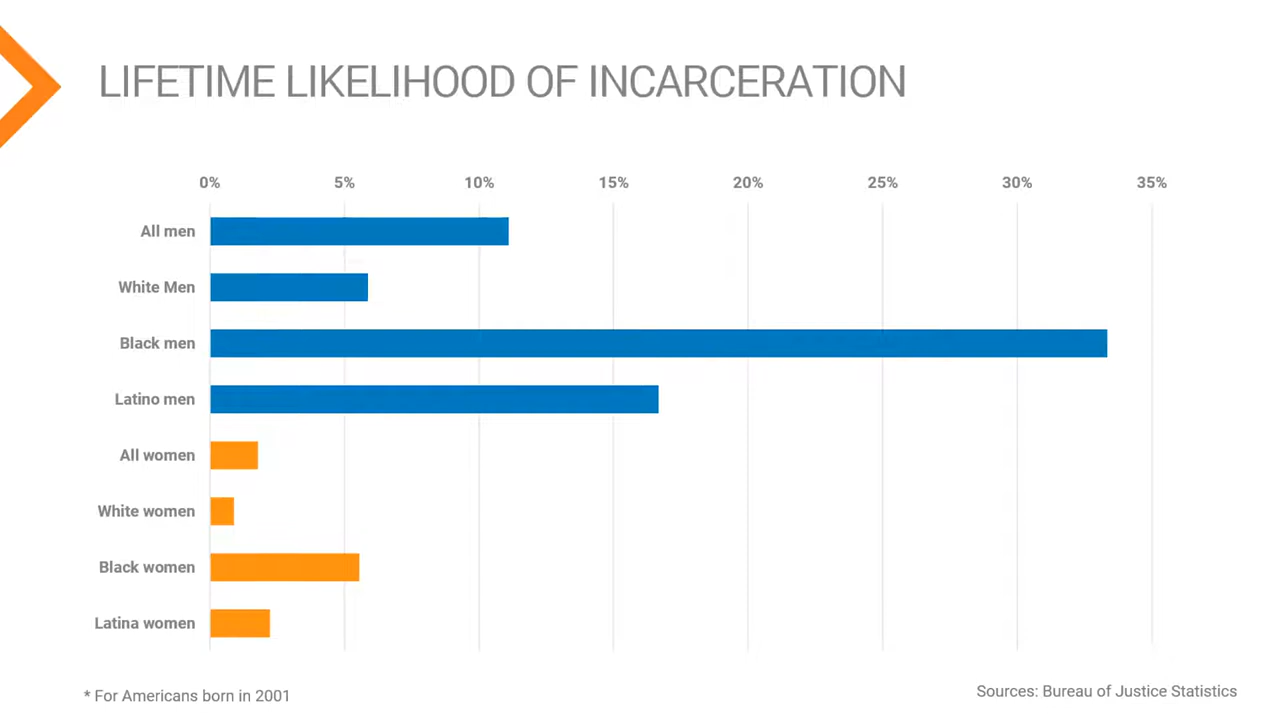 LIFETIME LIKELIHOOD OF INCARCERATION
0% 5% 10% 15% 20% 25% 30% 35%
All men
White Men
Black men
Latino men
All women
White women
Black women
Latina women
* For Americans born in 2001
Sources: Bureau of Justice Statistics